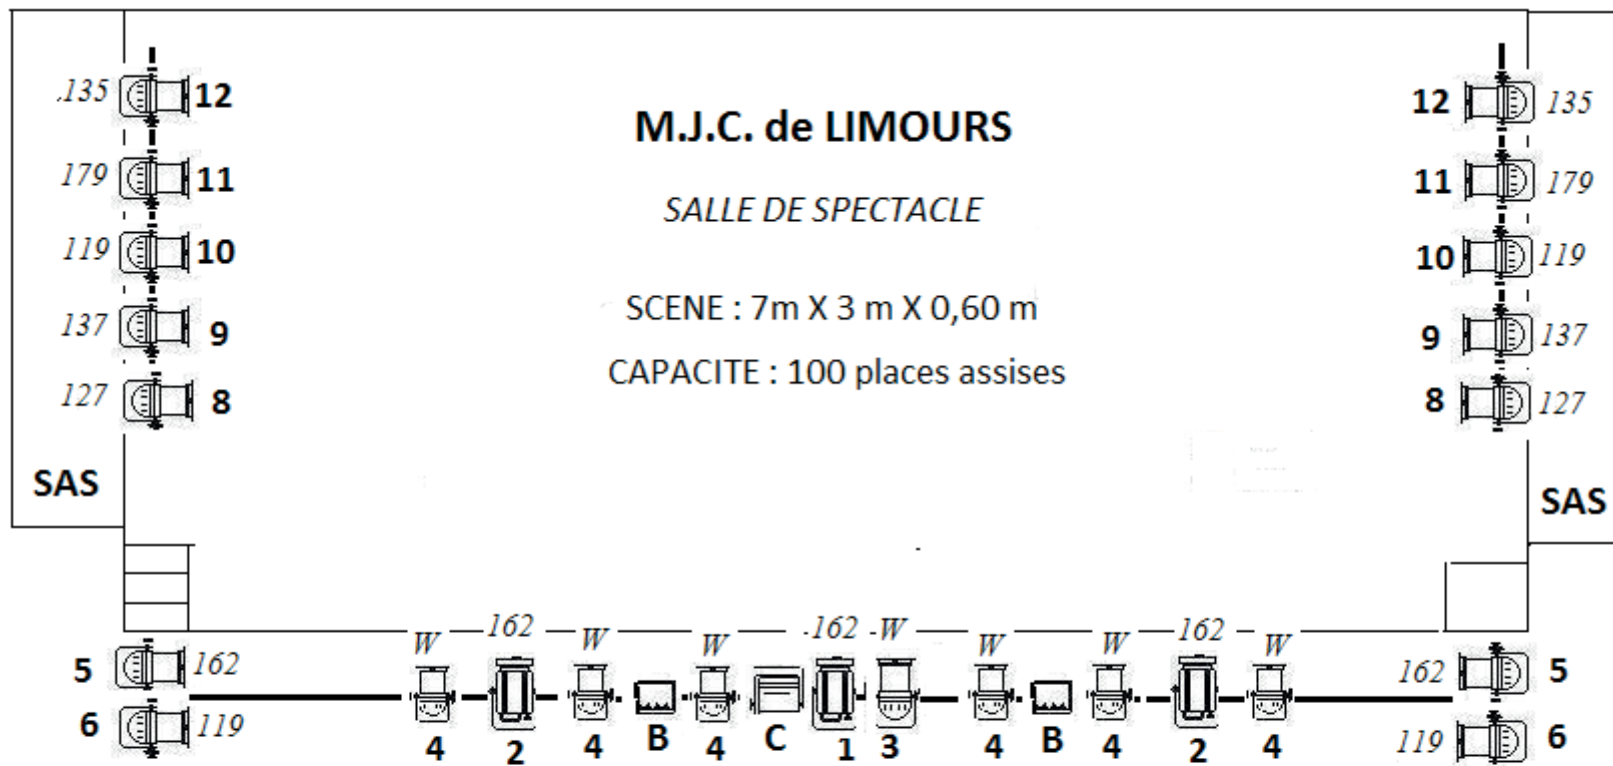 .135 12 12 135
M.J.C. de LIMOURS
179 11 11 179
SALLE DE SPECTACLE
119 10 10 119
SCENE : 7m X 3 m X 0,60 m
137 9 9 137
CAPACITE : 100 places assises
127 8 8 127
SAS SAS
W 162 W W 162 W W W 162 W
5 162 162 5
6 119 119 6
4 2 4 B 4 C 1 3 4 B 4 2 4